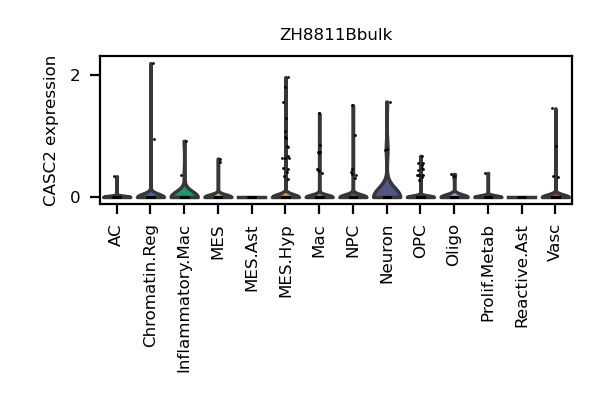 ZH8811Bbulk
CASC2 expression
2
0
AC
Chromatin.Reg
Inflammatory.Mac
MES
MES.Ast
MES.Hyp
Mac
NPC
Neuron
OPC
Oligo
Prolif.Metab
Reactive.Ast
Vasc